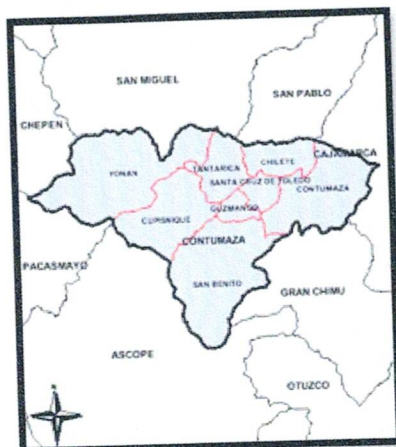 SAN MIGUEL
SAN PABLO
CHEPEN
CAJAMARCA
YONAN
TANTARICA
CHILETE
SANTA CRUZ DE TOLEDO
CONTUMAZA
GUZMANGO
CUPISNIQUE
CONTUMAZA
PACASMAYO
SAN BENITO
GRAN CHIMU
ASCOPE
OTUZCO
N